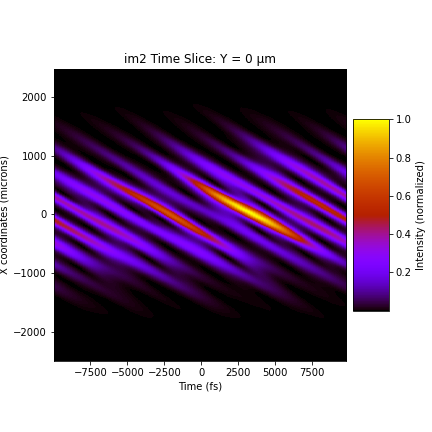 im2 Time Slice: Y = 0 μm
X coordinates (microns)
2000
1000
0
−1000
−2000
−7500 −5000 −2500 0 2500 5000 7500
Time (fs)
1.0
0.8
0.6
0.4
0.2
Intensity (normalized)